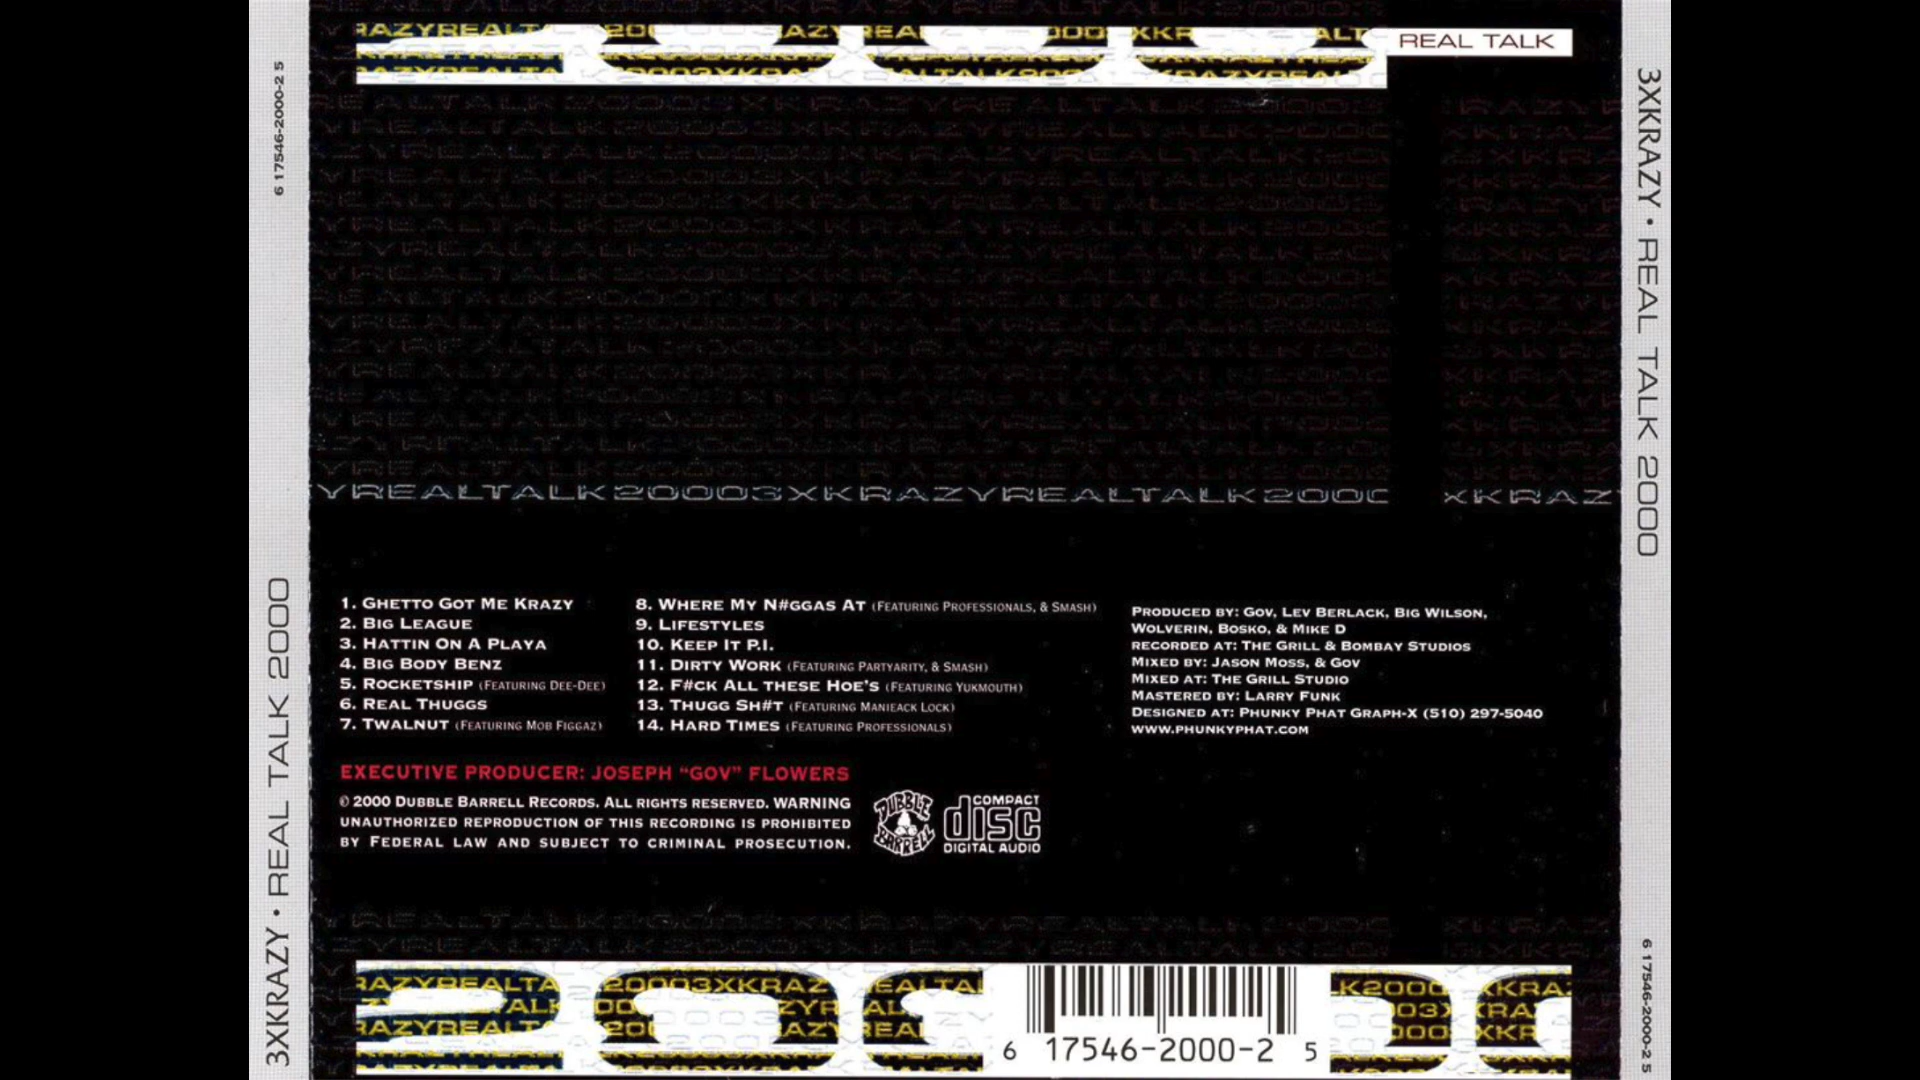 REAL TALK
6 17546-2000-2 5
3XKRAZY • REAL TALK 2000
3XKRAZY • REAL TALK 2000
YREALTALK20003XKRAZYREALTALK2000 XKRAZ
1. GHETTO GOT ME KRAZY
2. BIG LEAGUE
3. HATTIN ON A PLAYA
4. BIG BODY BENZ
5. ROCKETSHIP (FEATURING DEE-DEE)
6. REAL THUGGS
7. TWALNUT (FEATURING MOB FIGGAZ)
8. WHERE MY N#GGAS AT (FEATURING PROFESSIONALS, & SMASH)
9. LIFESTYLES
10. KEEP IT P.I.
11. DIRTY WORK (FEATURING PARTYARITY, & SMASH)
12. F#CK ALL THESE HOE'S (FEATURING YUKMOUTH)
13. THUGG SH#T (FEATURING MANIEACK LOCK)
14. HARD TIMES (FEATURING PROFESSIONALS)
PRODUCED BY: GOV, LEV BERLACK, BIG WILSON,
WOLVERIN, BOSKO, & MIKE D
RECORDED AT: THE GRILL & BOMBAY STUDIOS
MIXED BY: JASON MOSS, & GOV
MIXED AT: THE GRILL STUDIO
MASTERED BY: LARRY FUNK
DESIGNED AT: PHUNKY PHAT GRAPH-X (510) 297-5040
WWW.PHUNKYPHAT.COM
EXECUTIVE PRODUCER: JOSEPH “GOV” FLOWERS
© 2000 DUBBLE BARRELL RECORDS. ALL RIGHTS RESERVED. WARNING
UNAUTHORIZED REPRODUCTION OF THIS RECORDING IS PROHIBITED
BY FEDERAL LAW AND SUBJECT TO CRIMINAL PROSECUTION.
DUBBLE
BARRELL
COMPACT
disc
DIGITAL AUDIO
6 17546-2000-2 5
6 17546-2000-2 5